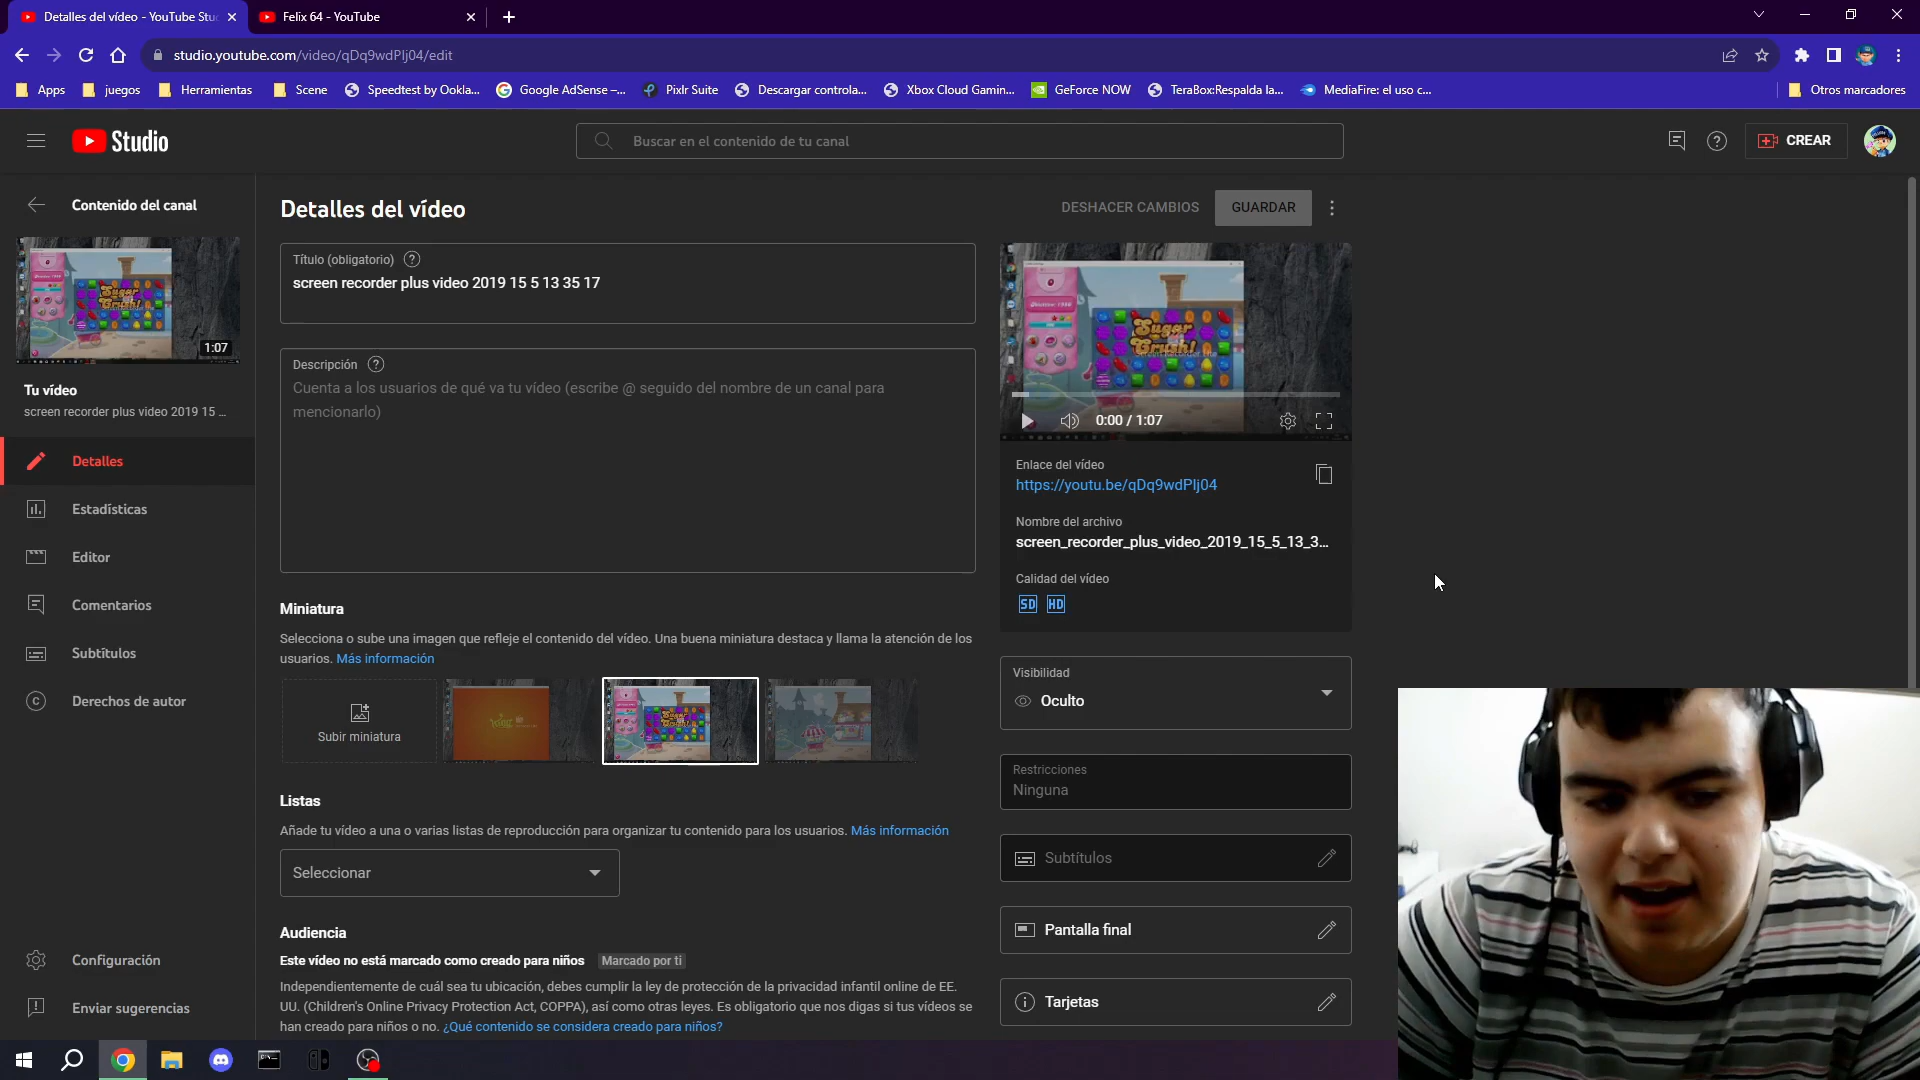 Detalles del vídeo - YouTube Stu
Felix 64 - YouTube
studio.youtube.com/video/qDq9wdPIj04/edit
Apps
juegos
Herramientas
Scene
Speedtest by Ookla...
Google AdSense –...
Pixlr Suite
Descargar controla...
Xbox Cloud Gamin...
GeForce NOW
TeraBox:Respalda la...
MediaFire: el uso c...
Otros marcadores
Studio
Buscar en el contenido de tu canal
CREAR
Contenido del canal
1:07
Tu vídeo
screen recorder plus video 2019 15 ...
Detalles
Estadísticas
Editor
Comentarios
Subtítulos
Derechos de autor
Configuración
Enviar sugerencias
Detalles del vídeo
DESHACER CAMBIOS
GUARDAR
Título (obligatorio)
screen recorder plus video 2019 15 5 13 35 17
Descripción
Cuenta a los usuarios de qué va tu vídeo (escribe @ seguido del nombre de un canal para
mencionarlo)
Miniatura
Selecciona o sube una imagen que refleje el contenido del vídeo. Una buena miniatura destaca y llama la atención de los
usuarios. Más información
Subir miniatura
Listas
Añade tu vídeo a una o varias listas de reproducción para organizar tu contenido para los usuarios. Más información
Seleccionar
Audiencia
Este vídeo no está marcado como creado para niños Marcado por ti
Independientemente de cuál sea tu ubicación, debes cumplir la ley de protección de la privacidad infantil online de EE.
UU. (Children's Online Privacy Protection Act, COPPA), así como otras leyes. Es obligatorio que nos digas si tus vídeos se
han creado para niños o no. ¿Qué contenido se considera creado para niños?
Sugar
Crush!
0:00 / 1:07
Enlace del vídeo
https://youtu.be/qDq9wdPIj04
Nombre del archivo
screen_recorder_plus_video_2019_15_5_13_3...
Calidad del vídeo
SD HD
Visibilidad
Oculto
Restricciones
Ninguna
Subtítulos
Pantalla final
Tarjetas